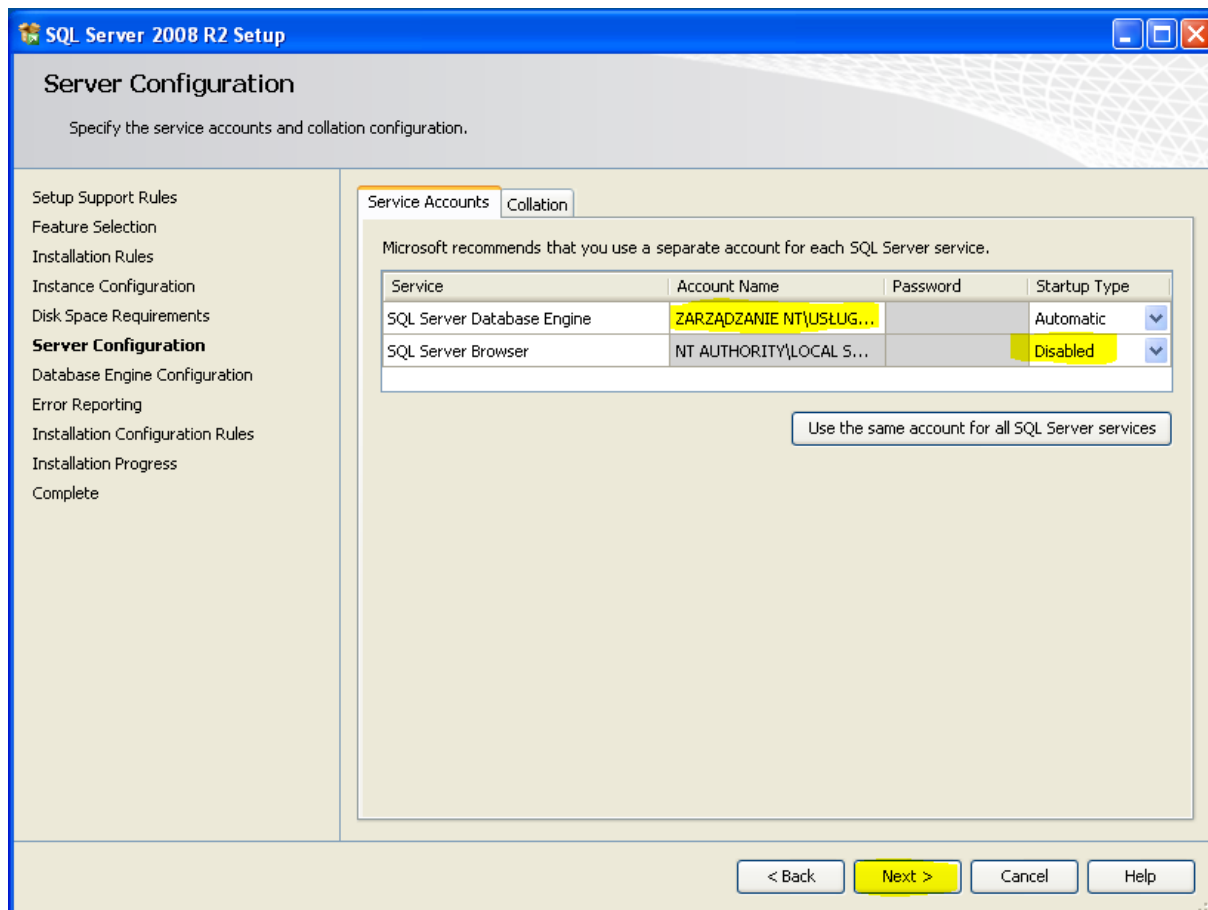 SQL Server 2008 R2 Setup
Server Configuration
Specify the service accounts and collation configuration.
Setup Support Rules
Feature Selection
Installation Rules
Instance Configuration
Disk Space Requirements
Server Configuration
Database Engine Configuration
Error Reporting
Installation Configuration Rules
Installation Progress
Complete
Service Accounts Collation
Microsoft recommends that you use a separate account for each SQL Server service.
Service Account Name Password Startup Type
SQL Server Database Engine ZARZĄDZANIE NT\USŁUG... Automatic
SQL Server Browser NT AUTHORITY\LOCAL S... Disabled
Use the same account for all SQL Server services
< Back Next > Cancel Help